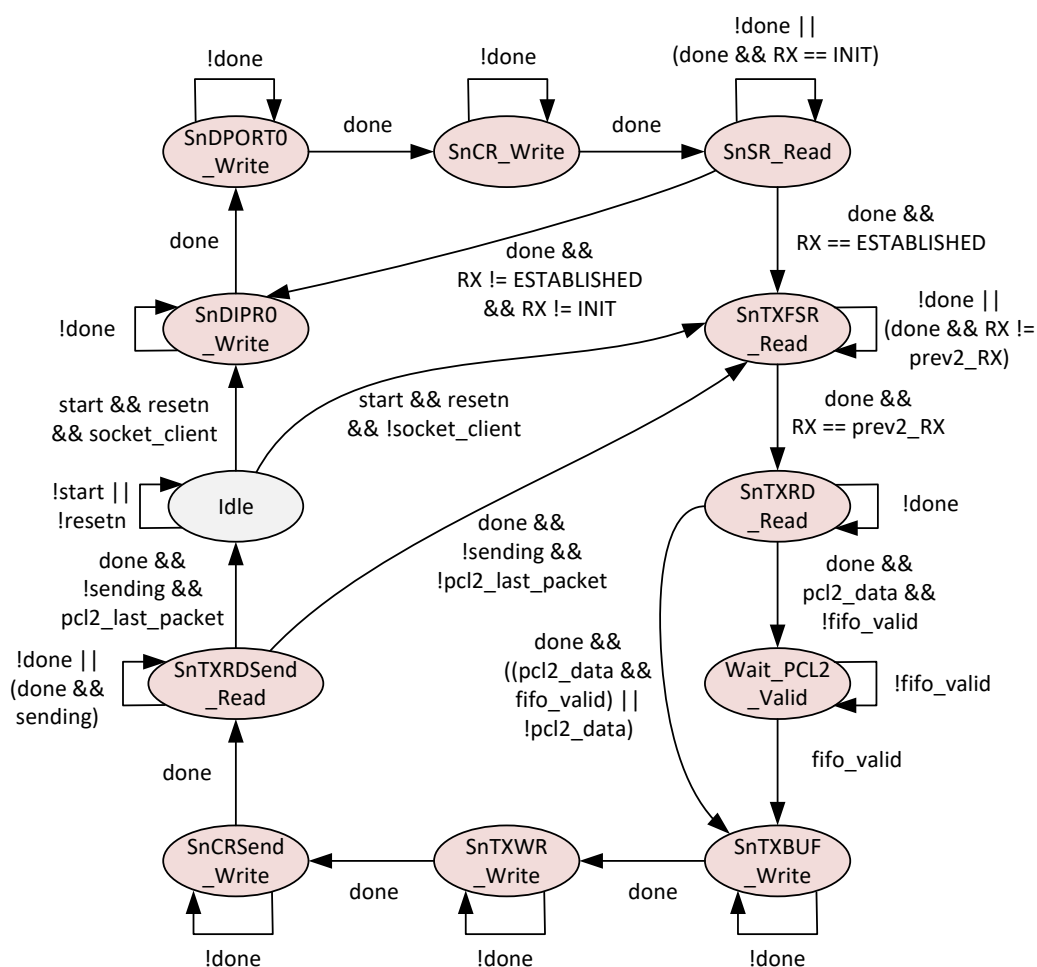 !done
!done
!done ||
(done && RX == INIT)
SnDPORT0
_Write
done
SnCR_Write
done
SnSR_Read
done
done &&
RX != ESTABLISHED
&& RX != INIT
done &&
RX == ESTABLISHED
!done
SnDIPR0
_Write
SnTXFSR
_Read
!done ||
(done && RX !=
prev2_RX)
start && resetn
&& socket_client
start && resetn
&& !socket_client
done &&
RX == prev2_RX
!start ||
!resetn
Idle
SnTXRD
_Read
!done
done &&
!sending &&
pcl2_last_packet
done &&
!sending &&
!pcl2_last_packet
done &&
pcl2_data &&
!fifo_valid
!done ||
(done &&
sending)
SnTXRDSend
_Read
done &&
((pcl2_data &&
fifo_valid) ||
!pcl2_data)
Wait_PCL2
_Valid
!fifo_valid
done
fifo_valid
SnCRSend
_Write
done
SnTXWR
_Write
done
SnTXBUF
_Write
!done
!done
!done